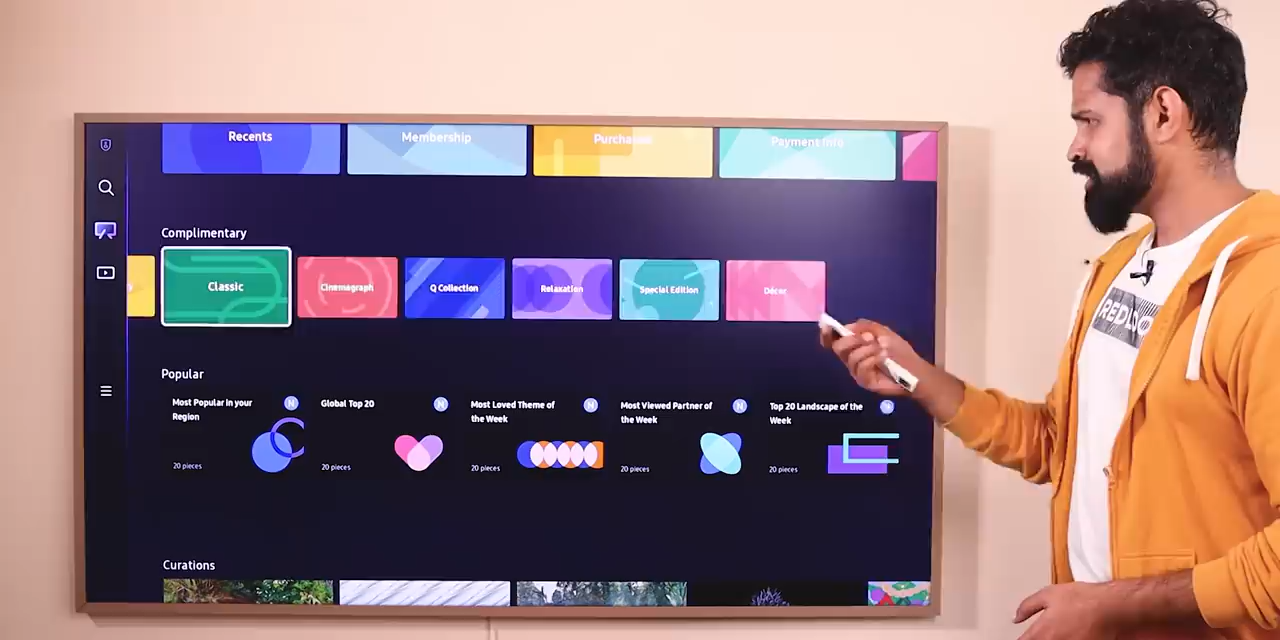 Recents
Membership
Payment Info
Complimentary
Classic
Cinemagraph
Q Collection
Relaxation
Special Edition
Décor
Popular
Most Popular in your
Region
N
20 pieces
Global Top 20
N
20 pieces
Most Loved Theme of
the Week
N
20 pieces
Most Viewed Partner of
the Week
N
20 pieces
Top 20 Landscape of the
Week
N
20 pieces
Curations